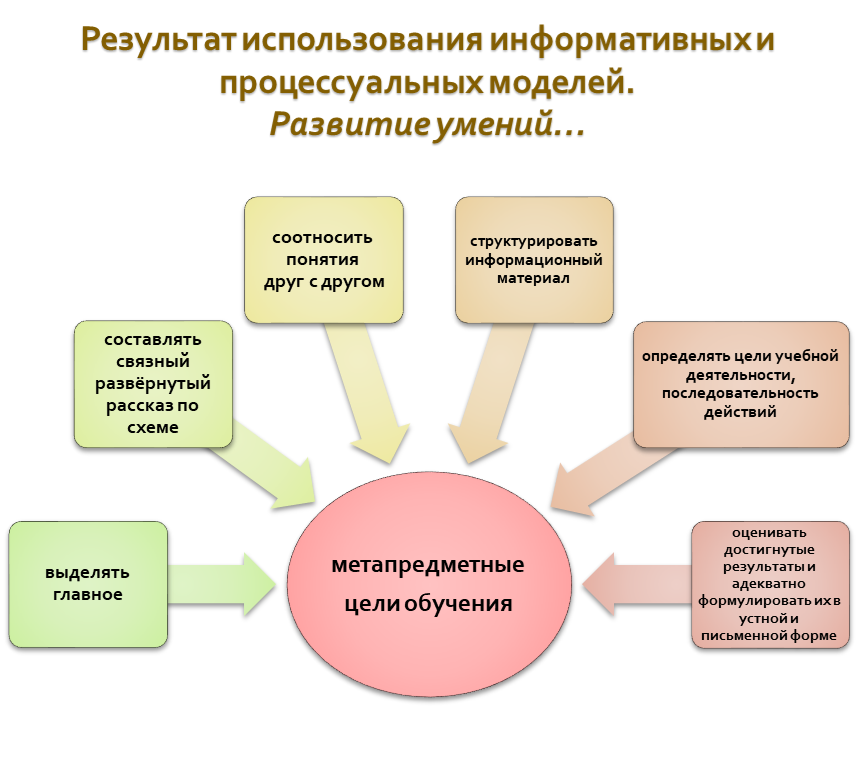 Результат использования информативных и
процессуальных моделей.
Развитие умений...
соотносить
понятия
друг с другом
структурировать
информационный
материал
составлять
связный
развёрнутый
рассказ по
схеме
определять цели учебной
деятельности,
последовательность
действий
выделять
главное
метапредметные
цели обучения
оценивать
достигнутые
результаты и
адекватно
формулировать их в
устной и
письменной форме